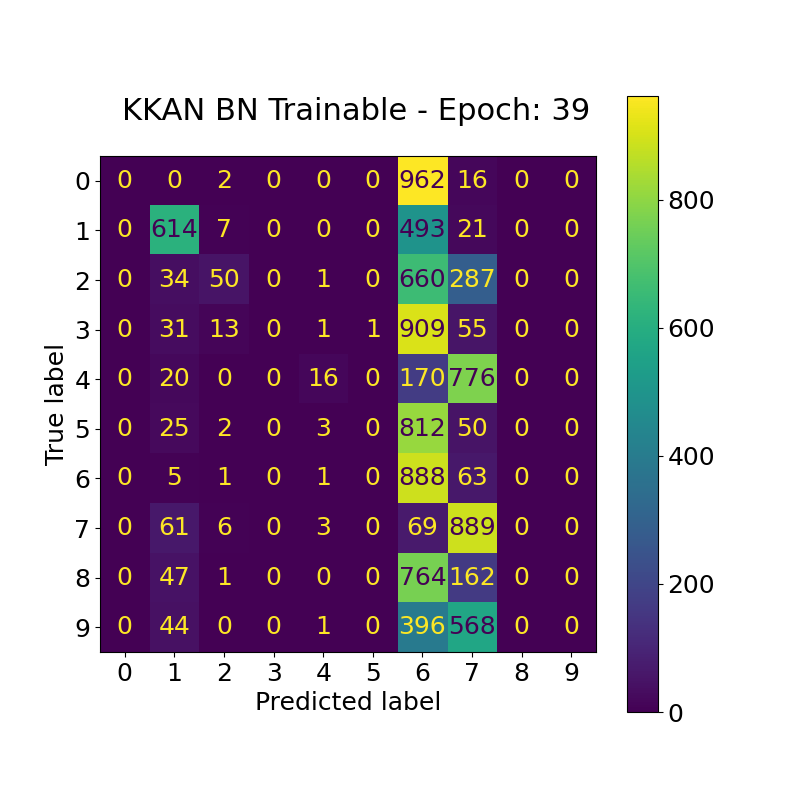 KKAN BN Trainable - Epoch: 39
0 0 0 2 0 0 0 962 16 0 0
1 0 614 7 0 0 0 493 21 0 0
2 0 34 50 0 1 0 660 287 0 0
3 0 31 13 0 1 1 909 55 0 0
4 0 20 0 0 16 0 170 776 0 0
5 0 25 2 0 3 0 812 50 0 0
6 0 5 1 0 1 0 888 63 0 0
7 0 61 6 0 3 0 69 889 0 0
8 0 47 1 0 0 0 764 162 0 0
9 0 44 0 0 1 0 396 568 0 0
0 1 2 3 4 5 6 7 8 9
Predicted label
True label
800
600
400
200
0